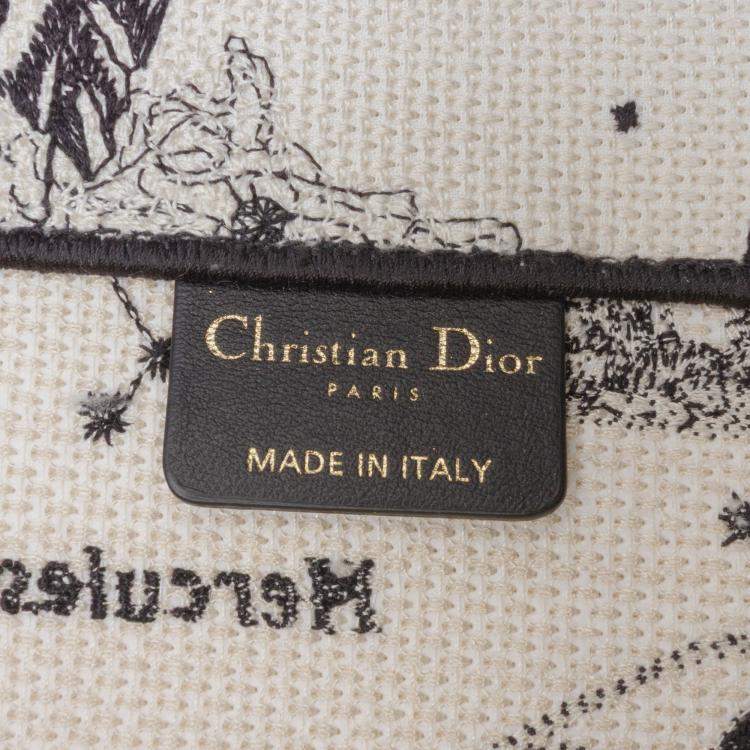 Christian Dior
PARIS
MADE IN ITALY
Hercules